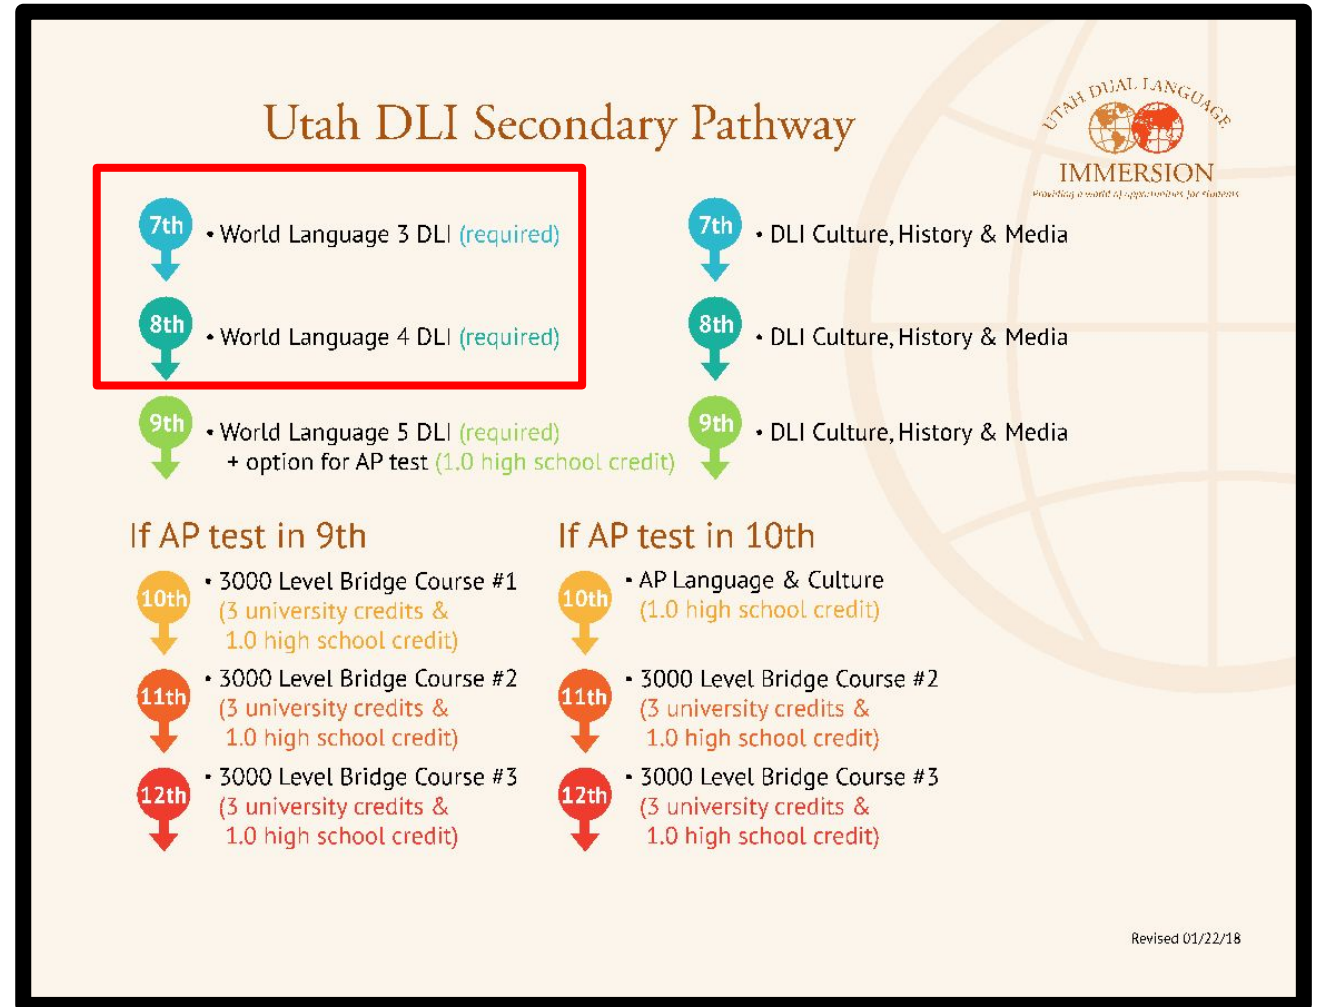 Utah DLI Secondary Pathway
UTAH DUAL LANGUAGE
IMMERSION
Providing a world of opportunities for students
7th
• World Language 3 DLI (required)
8th
• World Language 4 DLI (required)
9th
• World Language 5 DLI (required)
+ option for AP test (1.0 high school credit)
7th
• DLI Culture, History & Media
8th
• DLI Culture, History & Media
9th
• DLI Culture, History & Media
If AP test in 9th
10th
• 3000 Level Bridge Course #1
(3 university credits &
1.0 high school credit)
11th
• 3000 Level Bridge Course #2
(3 university credits &
1.0 high school credit)
12th
• 3000 Level Bridge Course #3
(3 university credits &
1.0 high school credit)
If AP test in 10th
10th
• AP Language & Culture
(1.0 high school credit)
11th
• 3000 Level Bridge Course #2
(3 university credits &
1.0 high school credit)
12th
• 3000 Level Bridge Course #3
(3 university credits &
1.0 high school credit)
Revised 01/22/18